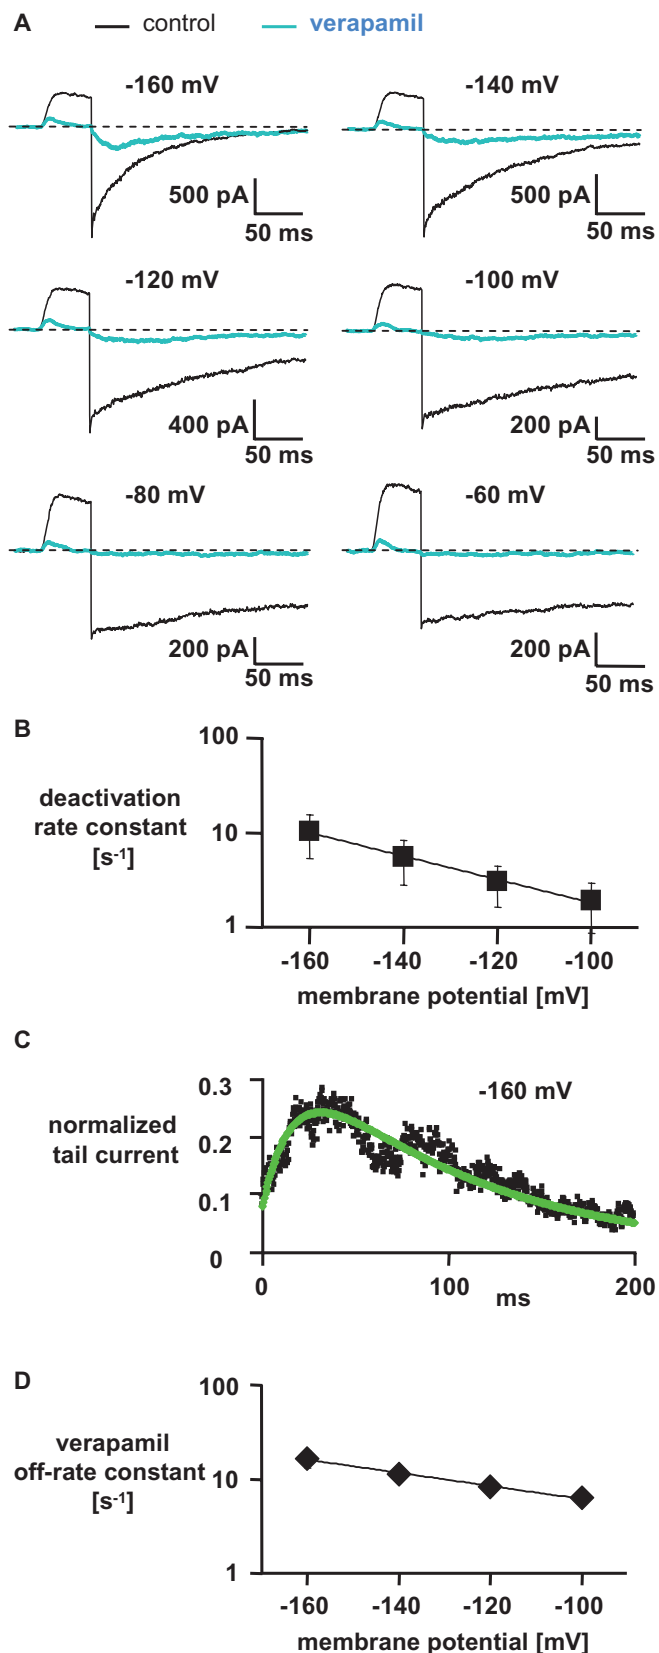 A
control
verapamil
-160 mV
-140 mV
500 pA
50 ms
500 pA
50 ms
-120 mV
-100 mV
400 pA
50 ms
200 pA
50 ms
-80 mV
-60 mV
200 pA
50 ms
200 pA
50 ms
B
100
deactivation
rate constant
[s-1]
10
1
-160
-140
-120
-100
membrane potential [mV]
C
-160 mV
0.3
normalized
tail current
0.2
0.1
0
0
100
200
ms
D
100
verapamil
off-rate constant
[s-1]
10
1
-160
-140
-120
-100
membrane potential [mV]